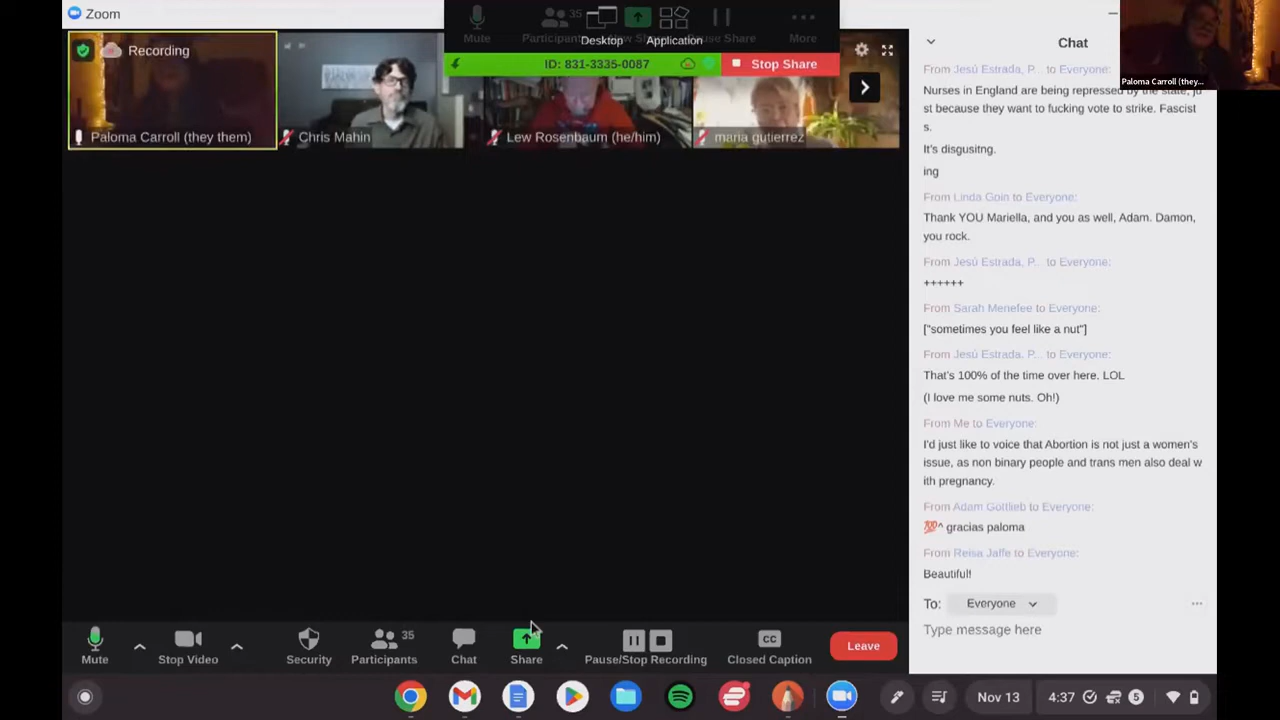 Zoom
Recording
Paloma Carroll (they them)
Chris Mahin
Lew Rosenbaum (he/him)
maria gutierrez
Mute
Participants
35
Desktop
Application
Pause Share
More
ID: 831-3335-0087
Stop Share
Chat
Paloma Carroll (they...
From Jesú Estrada, P... to Everyone:
Nurses in England are being repressed by the state, ju
st because they want to fucking vote to strike. Fascist
s.
It's disgusitng.
ing
From Linda Goin to Everyone:
Thank YOU Mariella, and you as well, Adam. Damon,
you rock.
From Jesú Estrada, P... to Everyone:
++++++
From Sarah Menefee to Everyone:
["sometimes you feel like a nut"]
From Jesú Estrada, P... to Everyone:
That's 100% of the time over here. LOL
(I love me some nuts. Oh!)
From Me to Everyone:
I'd just like to voice that Abortion is not just a women's
issue, as non binary people and trans men also deal w
ith pregnancy.
From Adam Gottlieb to Everyone:
💯^ gracias paloma
From Reisa Jaffe to Everyone:
Beautiful!
To: Everyone
Type message here
Mute
Stop Video
Security
Participants
35
Chat
Share
Pause/Stop Recording
CC
Closed Caption
Leave
Nov 13
4:37
5